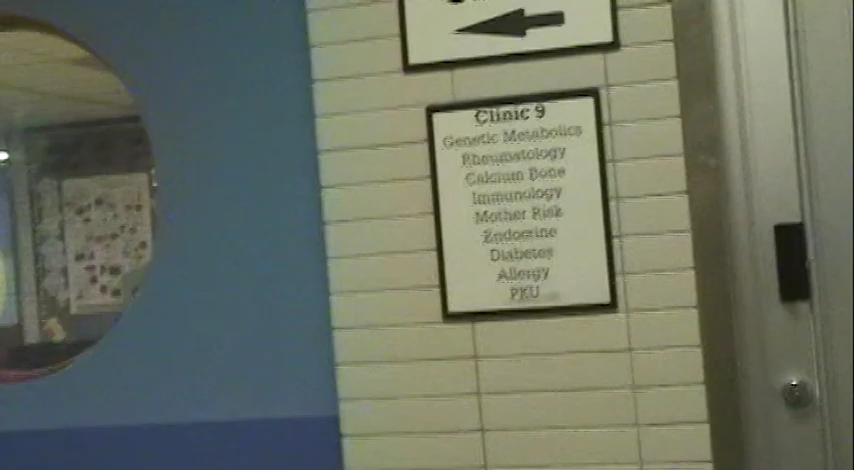 Clinic 9
Genetic Metabolics
Rheumatology
Calcium Bone
Immunology
Mother Risk
Endocrine
Diabetes
Allergy
PKU